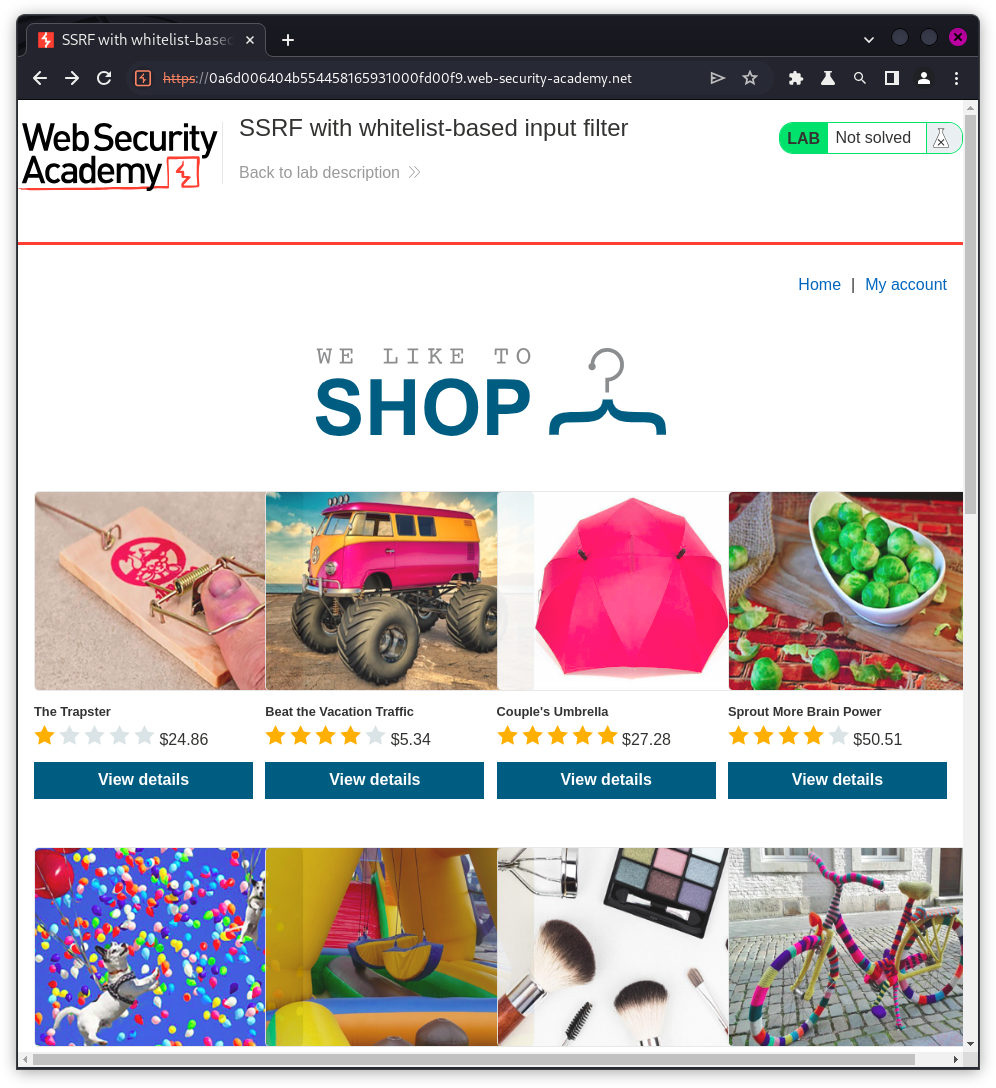 SSRF with whitelist-based
https://0a6d006404b554458165931000fd00f9.web-security-academy.net
Web Security
Academy
SSRF with whitelist-based input filter
Back to lab description
LAB Not solved
Home | My account
WE LIKE TO
SHOP
The Trapster
$24.86
View details
Beat the Vacation Traffic
$5.34
View details
Couple's Umbrella
$27.28
View details
Sprout More Brain Power
$50.51
View details